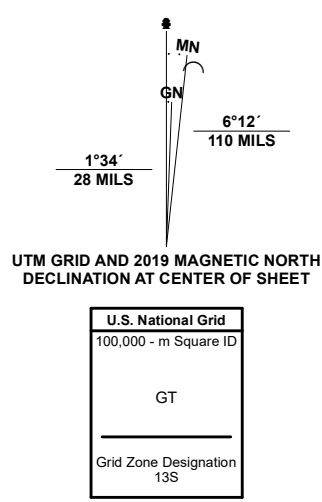 MN
GN
6°12´
110 MILS
1°34´
28 MILS
UTM GRID AND 2019 MAGNETIC NORTH
DECLINATION AT CENTER OF SHEET
U.S. National Grid
100,000 - m Square ID
GT
Grid Zone Designation
13S